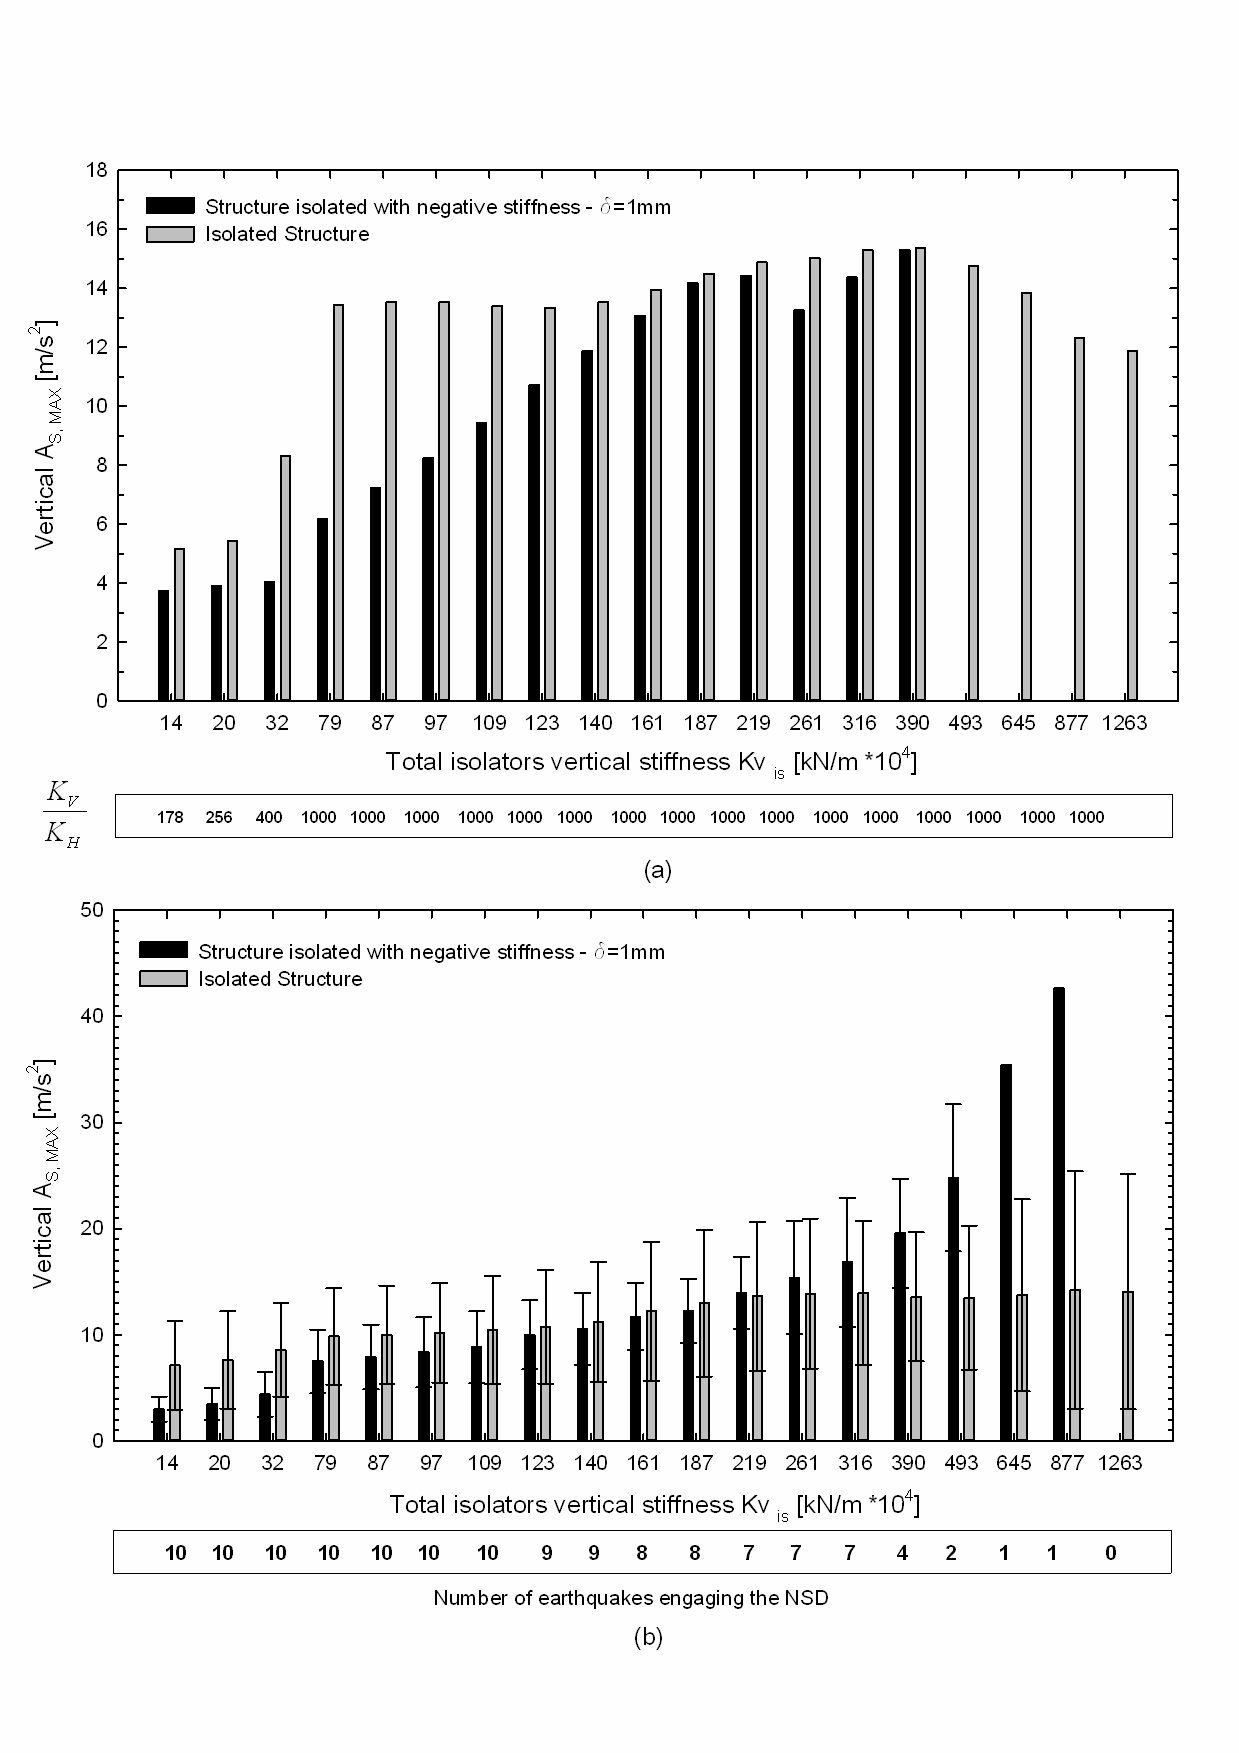 18
16
14
12
10
8
6
4
2
0
Vertical A_S, MAX [m/s²]
Structure isolated with negative stiffness - δ=1mm
Isolated Structure
14 20 32 79 87 97 109 123 140 161 187 219 261 316 390 493 645 877 1263
Total isolators vertical stiffness Kv is [kN/m *10⁴]
K_V
K_H
178 256 400 1000 1000 1000 1000 1000 1000 1000 1000 1000 1000 1000 1000 1000 1000 1000
(a)
50
40
30
20
10
0
Vertical A_S, MAX [m/s²]
Structure isolated with negative stiffness - δ=1mm
Isolated Structure
14 20 32 79 87 97 109 123 140 161 187 219 261 316 390 493 645 877 1263
Total isolators vertical stiffness Kv is [kN/m *10⁴]
10 10 10 10 10 10 10 9 9 8 8 7 7 7 4 2 1 1 0
Number of earthquakes engaging the NSD
(b)